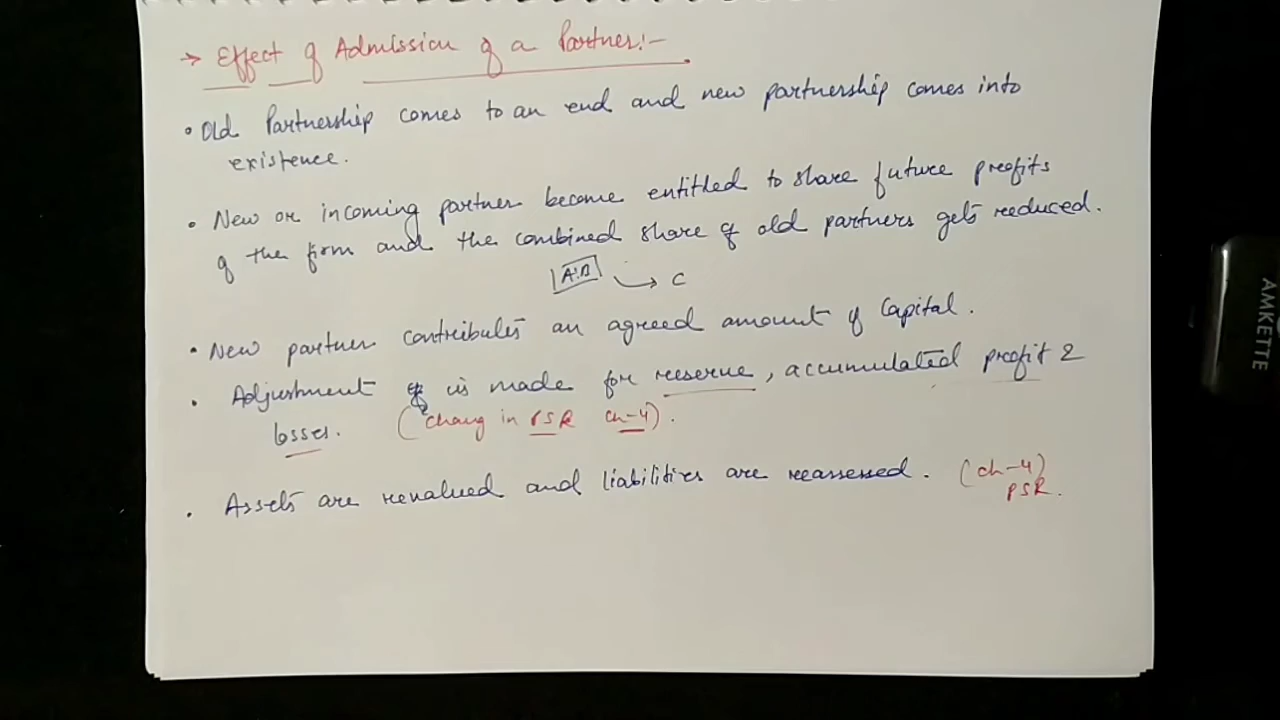 → Effect of Admission of a Partner:-
• Old Partnership comes to an end and new partnership comes into
existence.
• New or incoming partner become entitled to share future profits
of the firm and the combined share of old partners gets reduced.
A:B → C
• New partner contributes an agreed amount of Capital.
• Adjustment is made for reserve, accumulated profit &
losses. (chang in PSR ch-4).
• Assets are revalued and liabilities are reassessed. (ch-4)
PSR.
AMKETTE